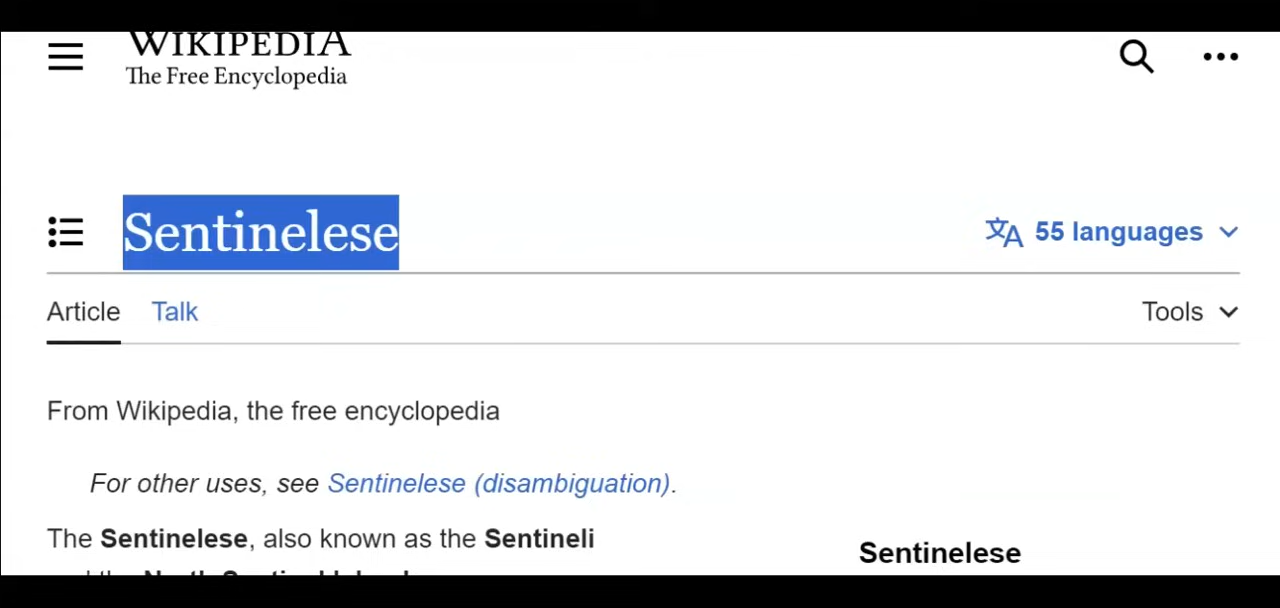 WIKIPEDIA
The Free Encyclopedia
Sentinelese
55 languages
Article Talk
Tools
From Wikipedia, the free encyclopedia
For other uses, see Sentinelese (disambiguation).
The Sentinelese, also known as the Sentineli
Sentinelese